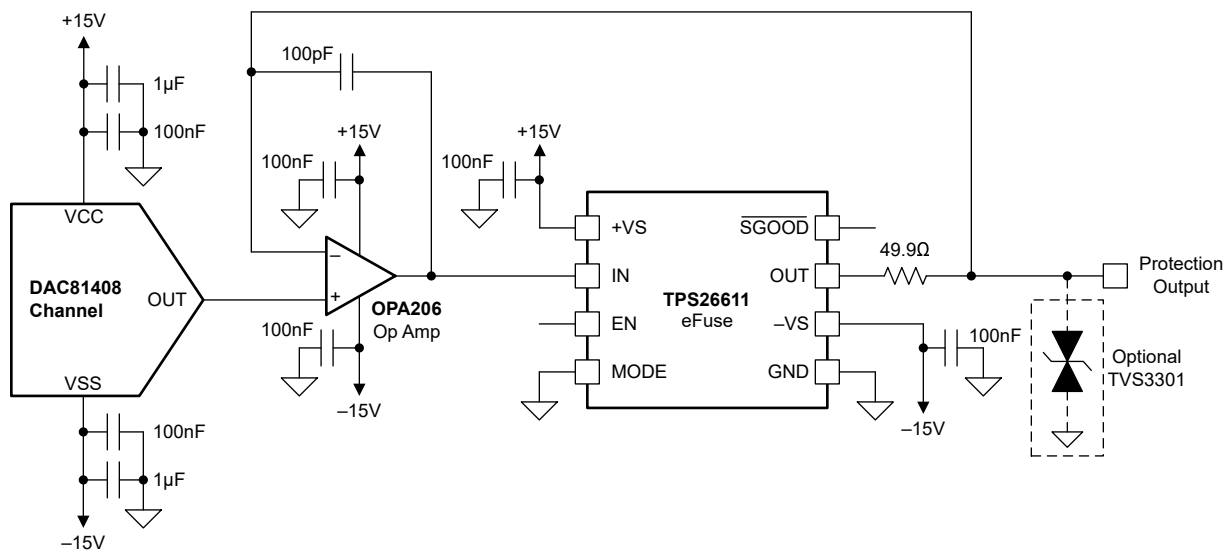 +15V
1µF
100nF
VCC
DAC81408
Channel
OUT
VSS
100nF
1µF
–15V
100pF
+15V
100nF
–
+
OPA206
Op Amp
100nF
–15V
+15V
100nF
+VS
IN
EN
MODE
TPS26611
eFuse
SGOOD
OUT
–VS
GND
49.9Ω
100nF
–15V
Protection
Output
Optional
TVS3301